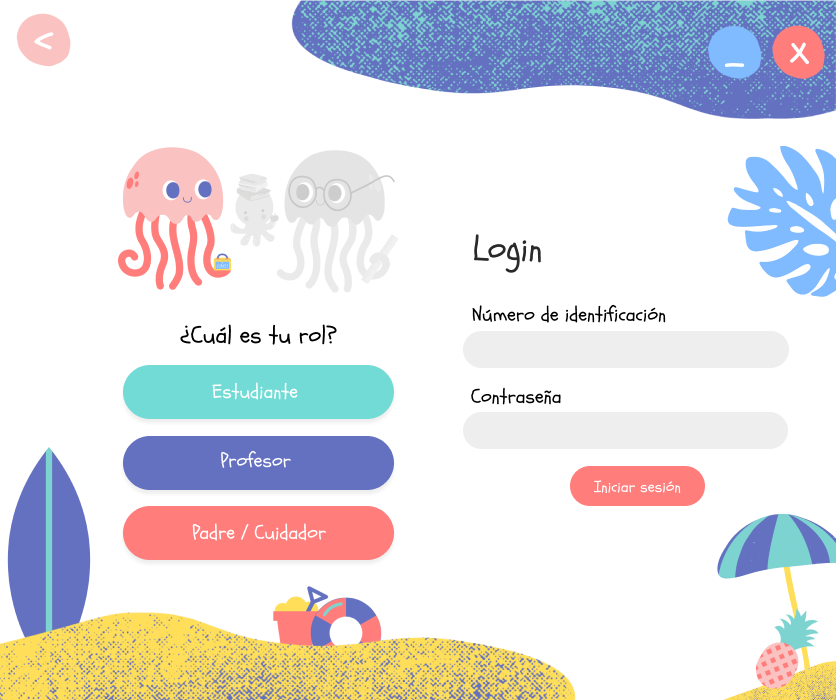 <
_
X
¿Cuál es tu rol?
Estudiante
Profesor
Padre / Cuidador
Login
Número de identificación
Contraseña
Iniciar sesión